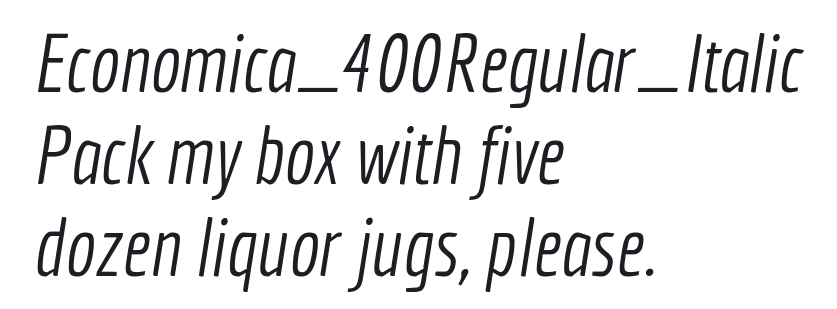 Economica_400Regular_Italic
Pack my box with five
dozen liquor jugs, please.